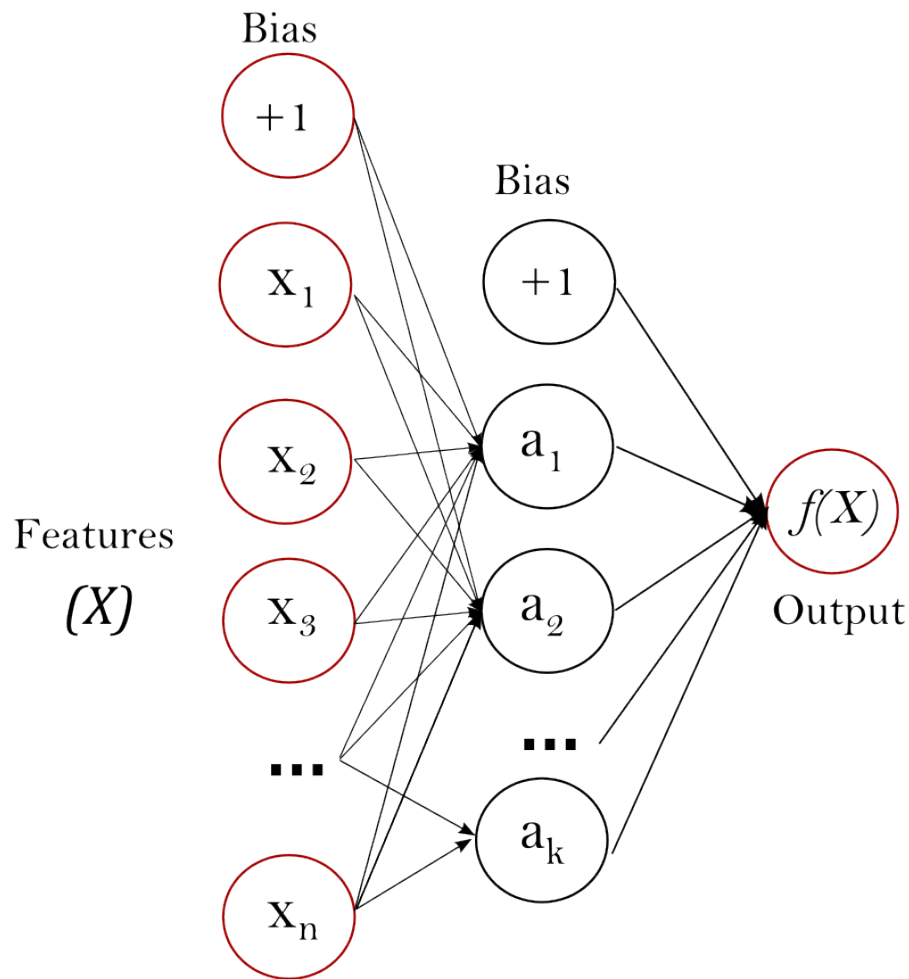 Bias
+1
x₁
x₂
x₃
...
xₙ
Features
(X)
Bias
+1
a₁
a₂
...
aₖ
f(X)
Output